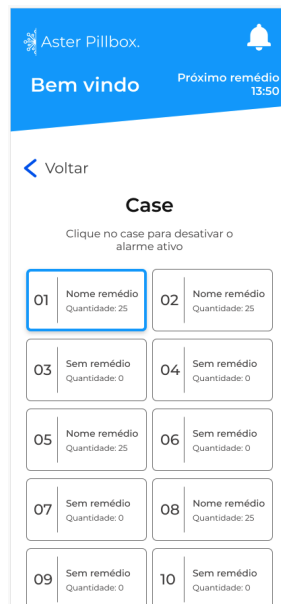 Aster Pillbox.
Bem vindo
Próximo remédio
13:50
Voltar
Case
Clique no case para desativar o
alarme ativo
01
Nome remédio
Quantidade: 25
02
Nome remédio
Quantidade: 25
03
Sem remédio
Quantidade: 0
04
Sem remédio
Quantidade: 0
05
Nome remédio
Quantidade: 25
06
Sem remédio
Quantidade: 0
07
Sem remédio
Quantidade: 0
08
Nome remédio
Quantidade: 25
09
Sem remédio
Quantidade: 0
10
Sem remédio
Quantidade: 0